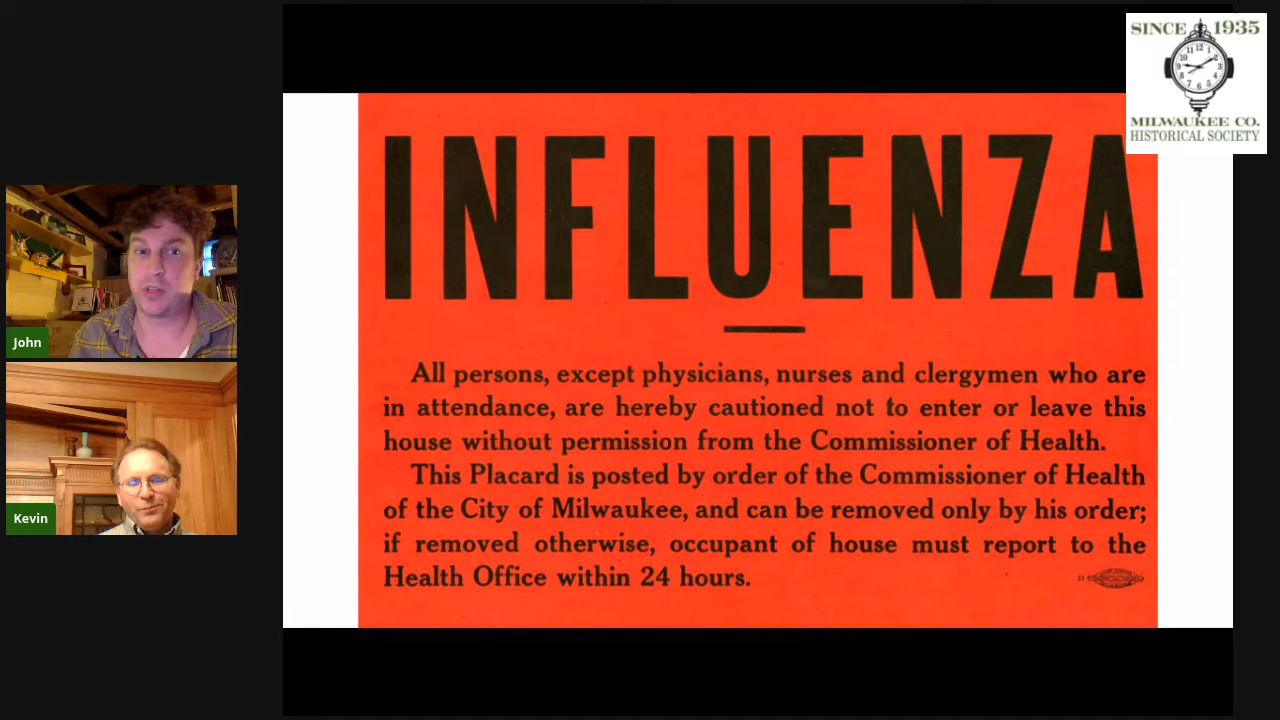 SINCE 1935
MILWAUKEE CO.
HISTORICAL SOCIETY
INFLUENZA
All persons, except physicians, nurses and clergymen who are
in attendance, are hereby cautioned not to enter or leave this
house without permission from the Commissioner of Health.
This Placard is posted by order of the Commissioner of Health
of the City of Milwaukee, and can be removed only by his order;
if removed otherwise, occupant of house must report to the
Health Office within 24 hours.
John
Kevin